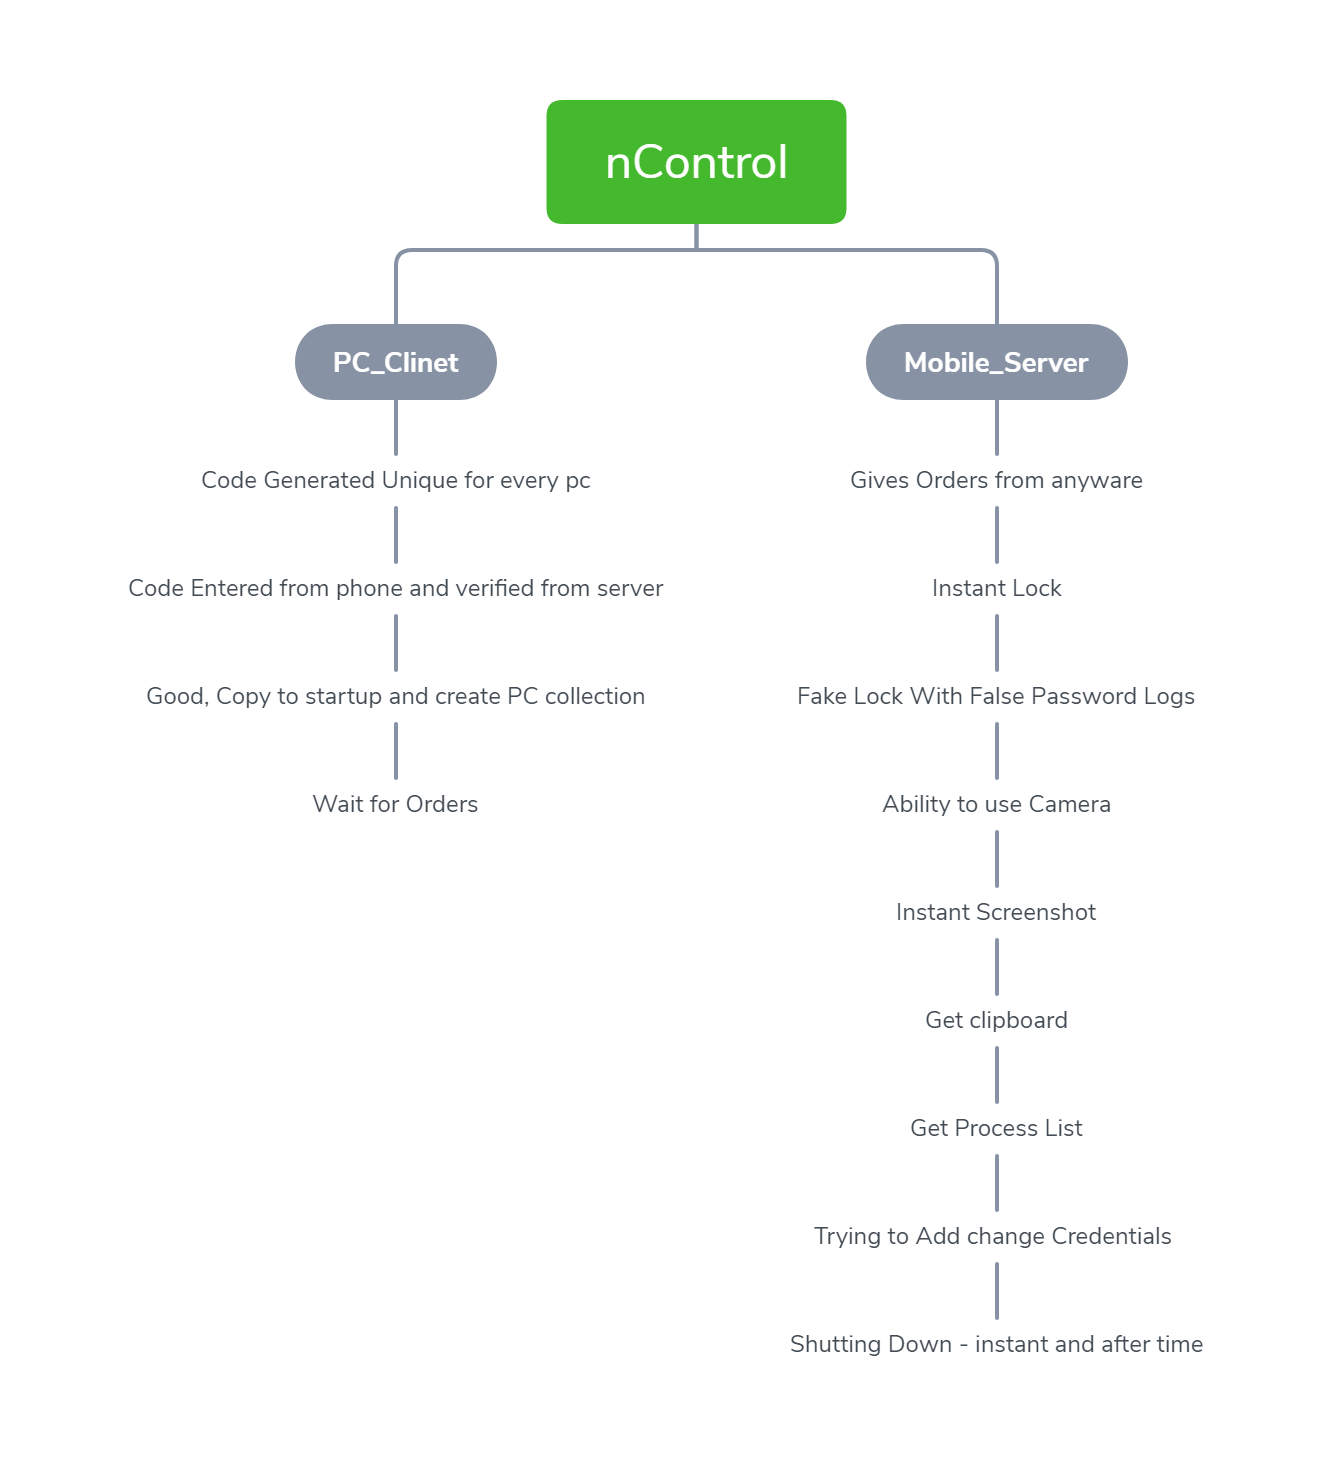 nControl
PC_Clinet
Code Generated Unique for every pc
Code Entered from phone and verified from server
Good, Copy to startup and create PC collection
Wait for Orders
Mobile_Server
Gives Orders from anyware
Instant Lock
Fake Lock With False Password Logs
Ability to use Camera
Instant Screenshot
Get clipboard
Get Process List
Trying to Add change Credentials
Shutting Down - instant and after time